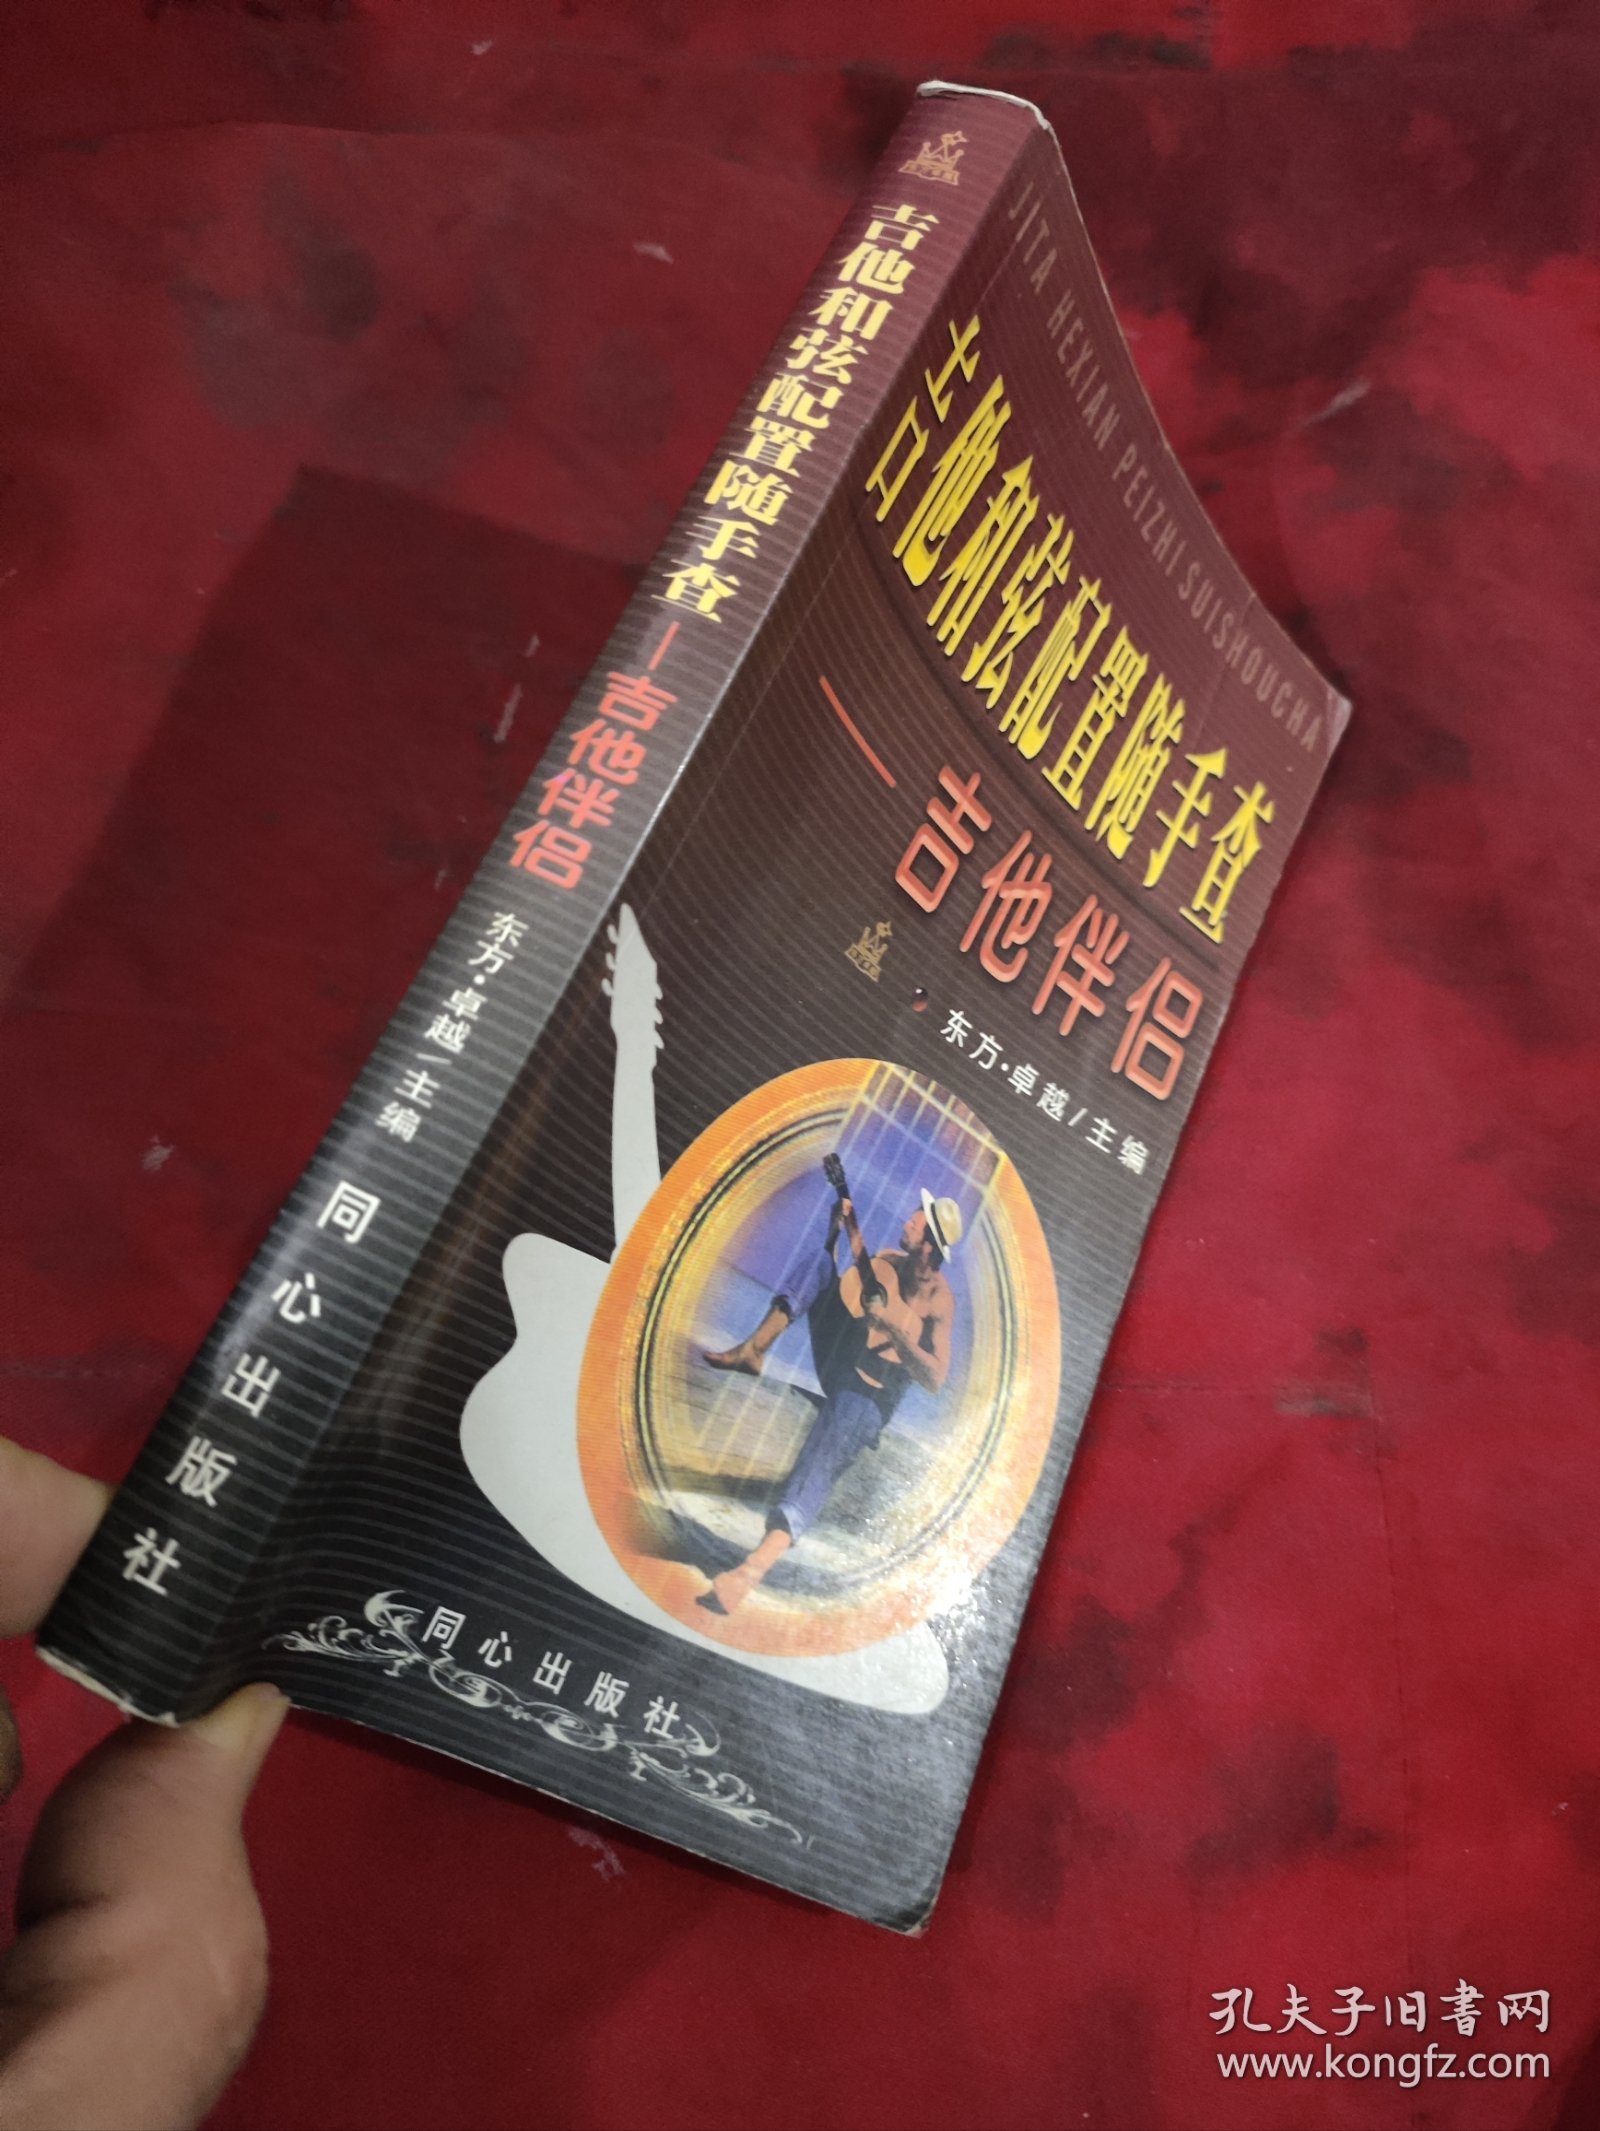 吉他和弦配置随手查—吉他伴侣
东方·卓越/主编
同心出版社
JITA HEXIAN PEIZHI SUISHOUCHA
吉他和弦配置随手查
—吉他伴侣
东方·卓越/主编
同心出版社
孔夫子旧书网
www.kongfz.com